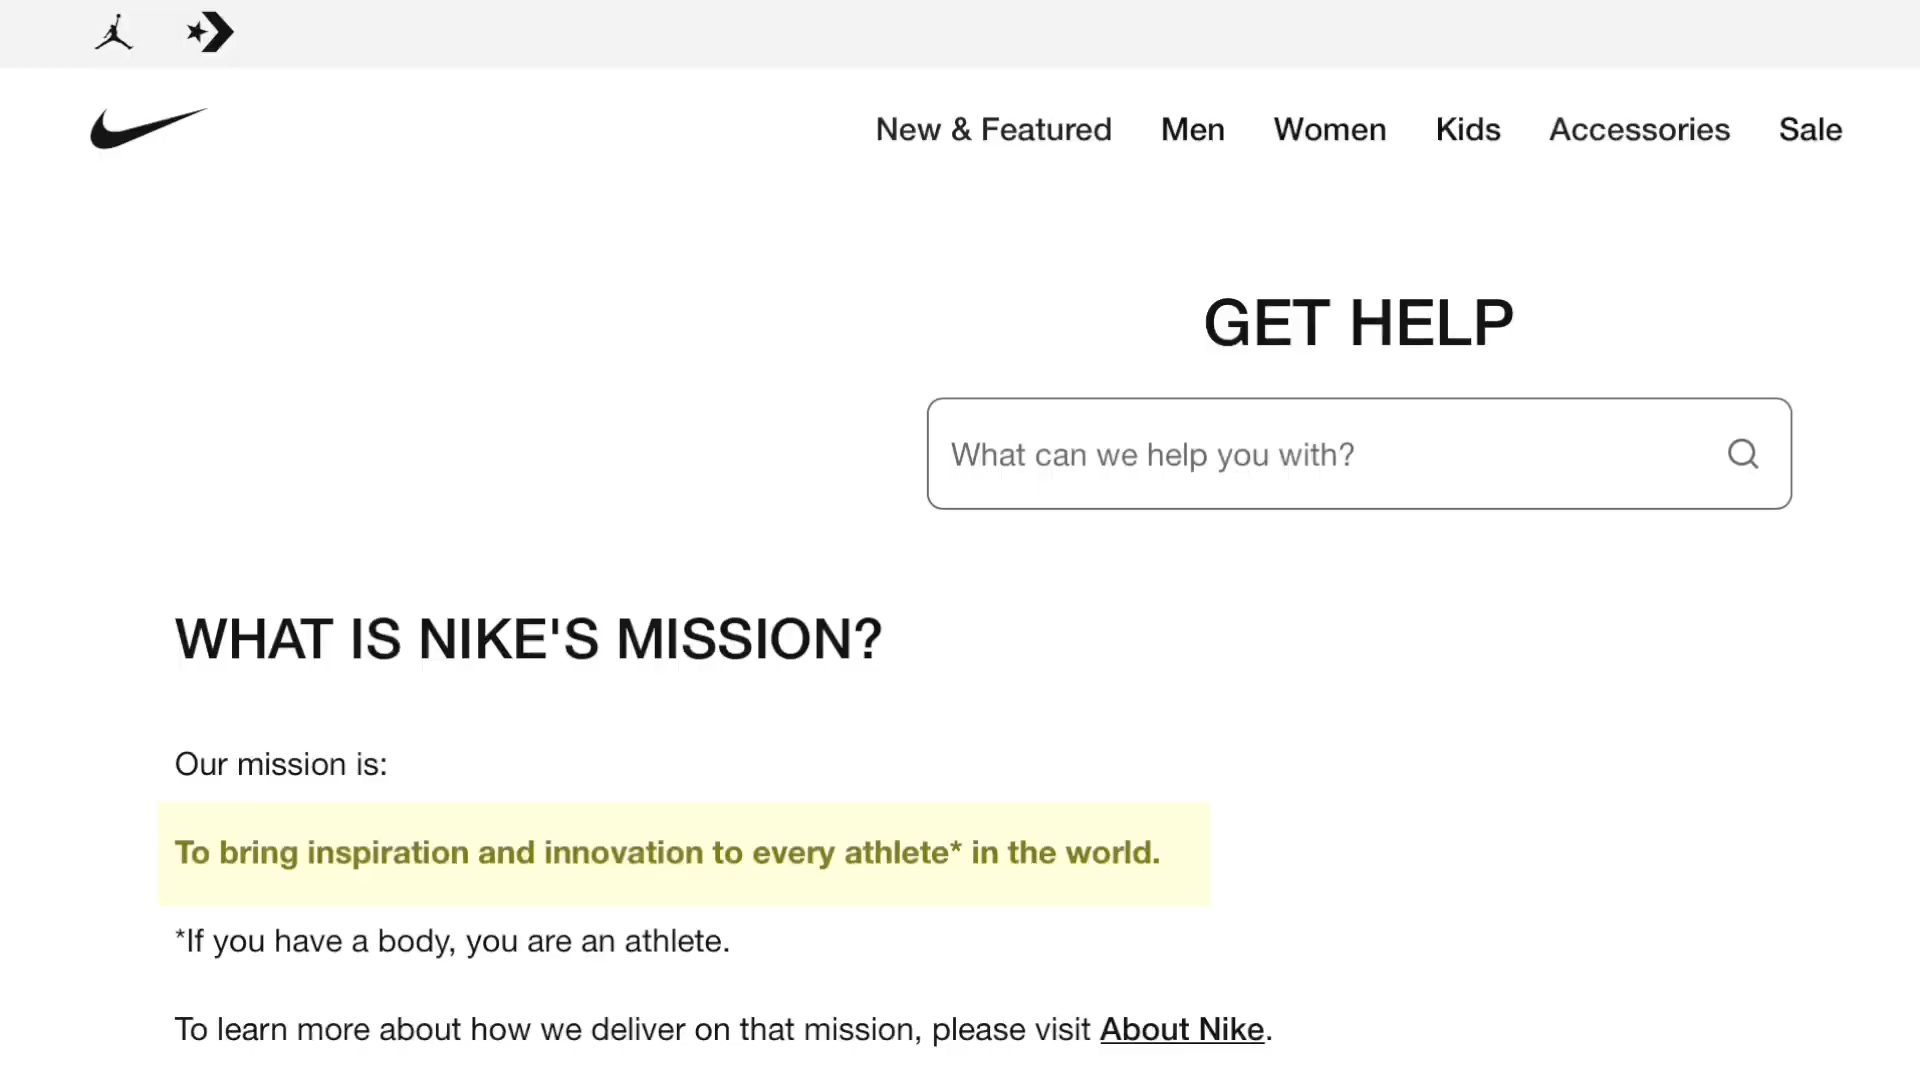 New & Featured Men Women Kids Accessories Sale
GET HELP
What can we help you with?
WHAT IS NIKE'S MISSION?
Our mission is:
To bring inspiration and innovation to every athlete* in the world.
*If you have a body, you are an athlete.
To learn more about how we deliver on that mission, please visit About Nike.